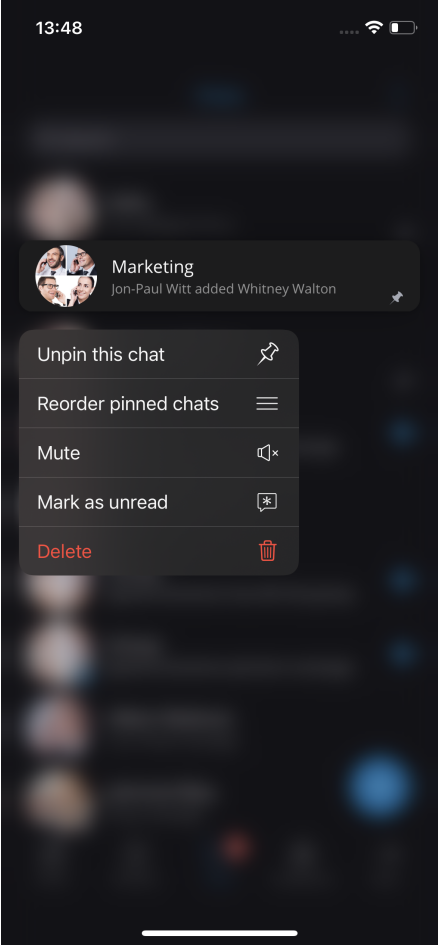 13:48
Marketing
Jon-Paul Witt added Whitney Walton
Unpin this chat
Reorder pinned chats
Mute
Mark as unread
Delete